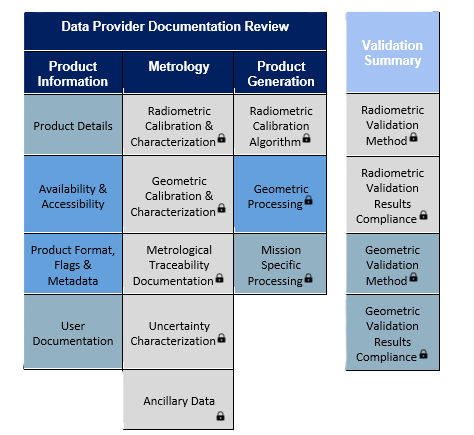 Data Provider Documentation Review
Validation
Summary
Product
Information
Metrology
Product
Generation
Product Details
Radiometric
Calibration &
Characterization
Radiometric
Calibration
Algorithm
Radiometric
Validation
Method
Availability &
Accessibility
Geometric
Calibration &
Characterization
Geometric
Processing
Radiometric
Validation
Results
Compliance
Product Format,
Flags &
Metadata
Metrological
Traceability
Documentation
Mission
Specific
Processing
Geometric
Validation
Method
User
Documentation
Uncertainty
Characterization
Geometric
Validation
Results
Compliance
Ancillary Data